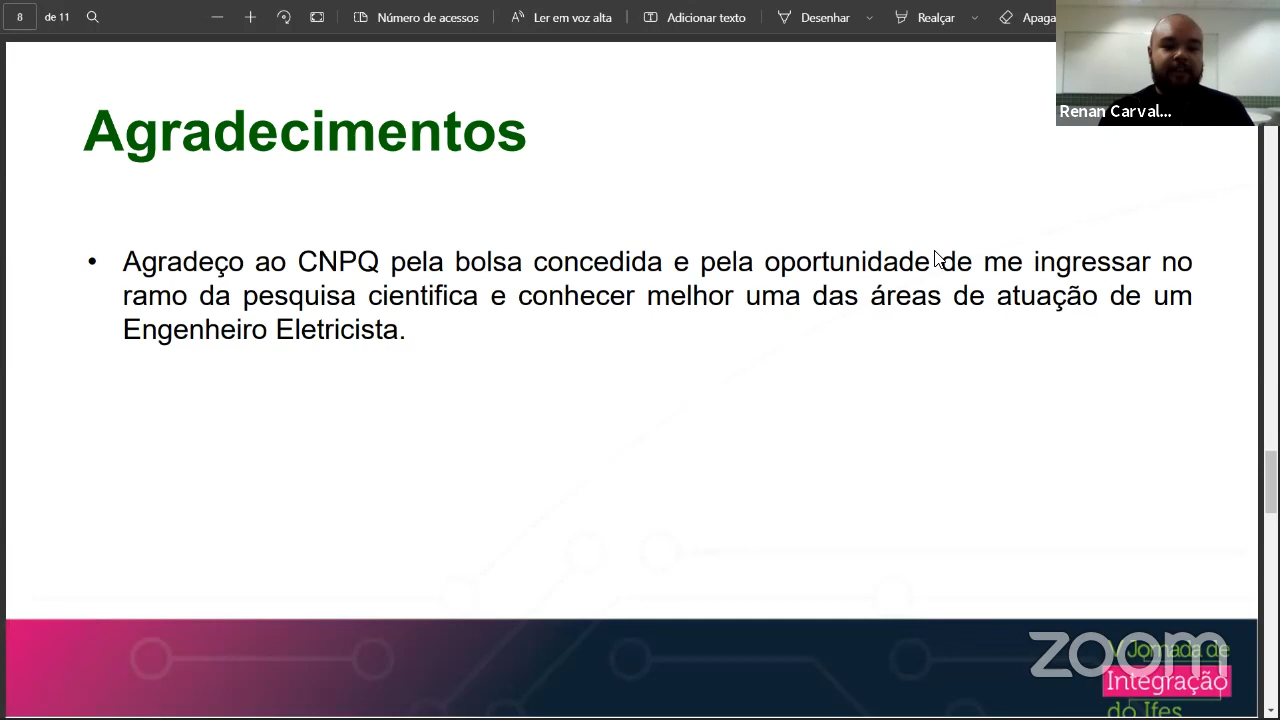 8 de 11 Número de acessos Ler em voz alta Adicionar texto Desenhar Realçar Apaga
Renan Carval...
Agradecimentos
• Agradeço ao CNPQ pela bolsa concedida e pela oportunidade de me ingressar no
ramo da pesquisa cientifica e conhecer melhor uma das áreas de atuação de um
Engenheiro Eletricista.
zoom
V Jornada de
Integração
do Ifes